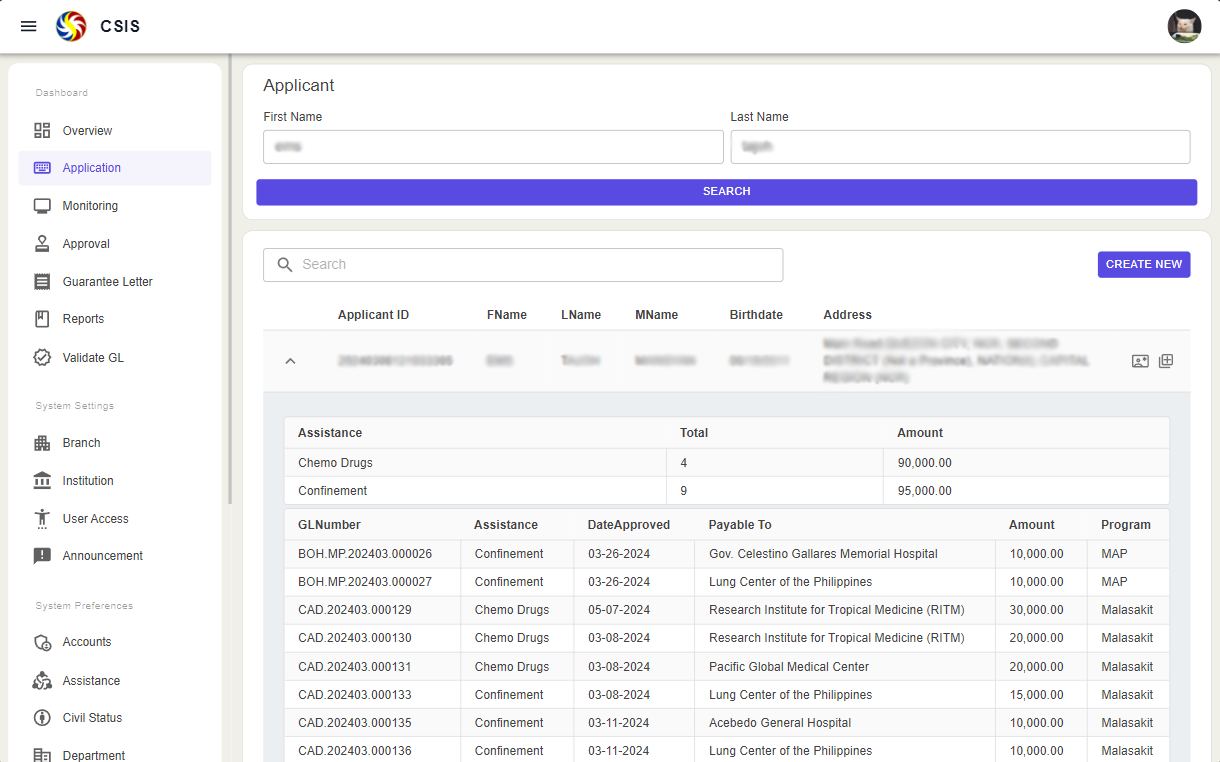 CSIS
Dashboard
Overview
Application
Monitoring
Approval
Guarantee Letter
Reports
Validate GL
System Settings
Branch
Institution
User Access
Announcement
System Preferences
Accounts
Assistance
Civil Status
Department
Applicant
First Name Last Name
SEARCH
Search CREATE NEW
Applicant ID FName LName MName Birthdate Address
Assistance Total Amount
Chemo Drugs 4 90,000.00
Confinement 9 95,000.00
GLNumber Assistance DateApproved Payable To Amount Program
BOH.MP.202403.000026 Confinement 03-26-2024 Gov. Celestino Gallares Memorial Hospital 10,000.00 MAP
BOH.MP.202403.000027 Confinement 03-26-2024 Lung Center of the Philippines 10,000.00 MAP
CAD.202403.000129 Chemo Drugs 05-07-2024 Research Institute for Tropical Medicine (RITM) 30,000.00 Malasakit
CAD.202403.000130 Chemo Drugs 03-08-2024 Research Institute for Tropical Medicine (RITM) 20,000.00 Malasakit
CAD.202403.000131 Chemo Drugs 03-08-2024 Pacific Global Medical Center 20,000.00 Malasakit
CAD.202403.000133 Confinement 03-08-2024 Lung Center of the Philippines 15,000.00 Malasakit
CAD.202403.000135 Confinement 03-11-2024 Acebedo General Hospital 10,000.00 Malasakit
CAD.202403.000136 Confinement 03-11-2024 Lung Center of the Philippines 10,000.00 Malasakit